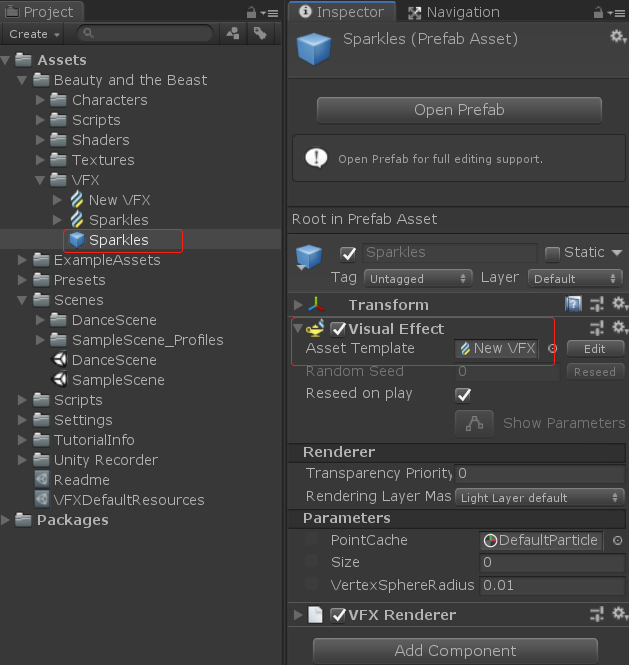 Project
Create
Assets
Beauty and the Beast
Characters
Scripts
Shaders
Textures
VFX
New VFX
Sparkles
Sparkles
ExampleAssets
Presets
Scenes
DanceScene
SampleScene_Profiles
DanceScene
SampleScene
Scripts
Settings
TutorialInfo
Unity Recorder
Readme
VFXDefaultResources
Packages
Inspector
Navigation
Sparkles (Prefab Asset)
Open Prefab
Open Prefab for full editing support.
Root in Prefab Asset
Sparkles Static
Tag Untagged Layer Default
Transform
Visual Effect
Asset Template New VFX Edit
Random Seed 0 Reseed
Reseed on play
Show Parameters
Renderer
Transparency Priority 0
Rendering Layer Mas Light Layer default
Parameters
PointCache DefaultParticle
Size 0
VertexSphereRadius 0.01
VFX Renderer
Add Component